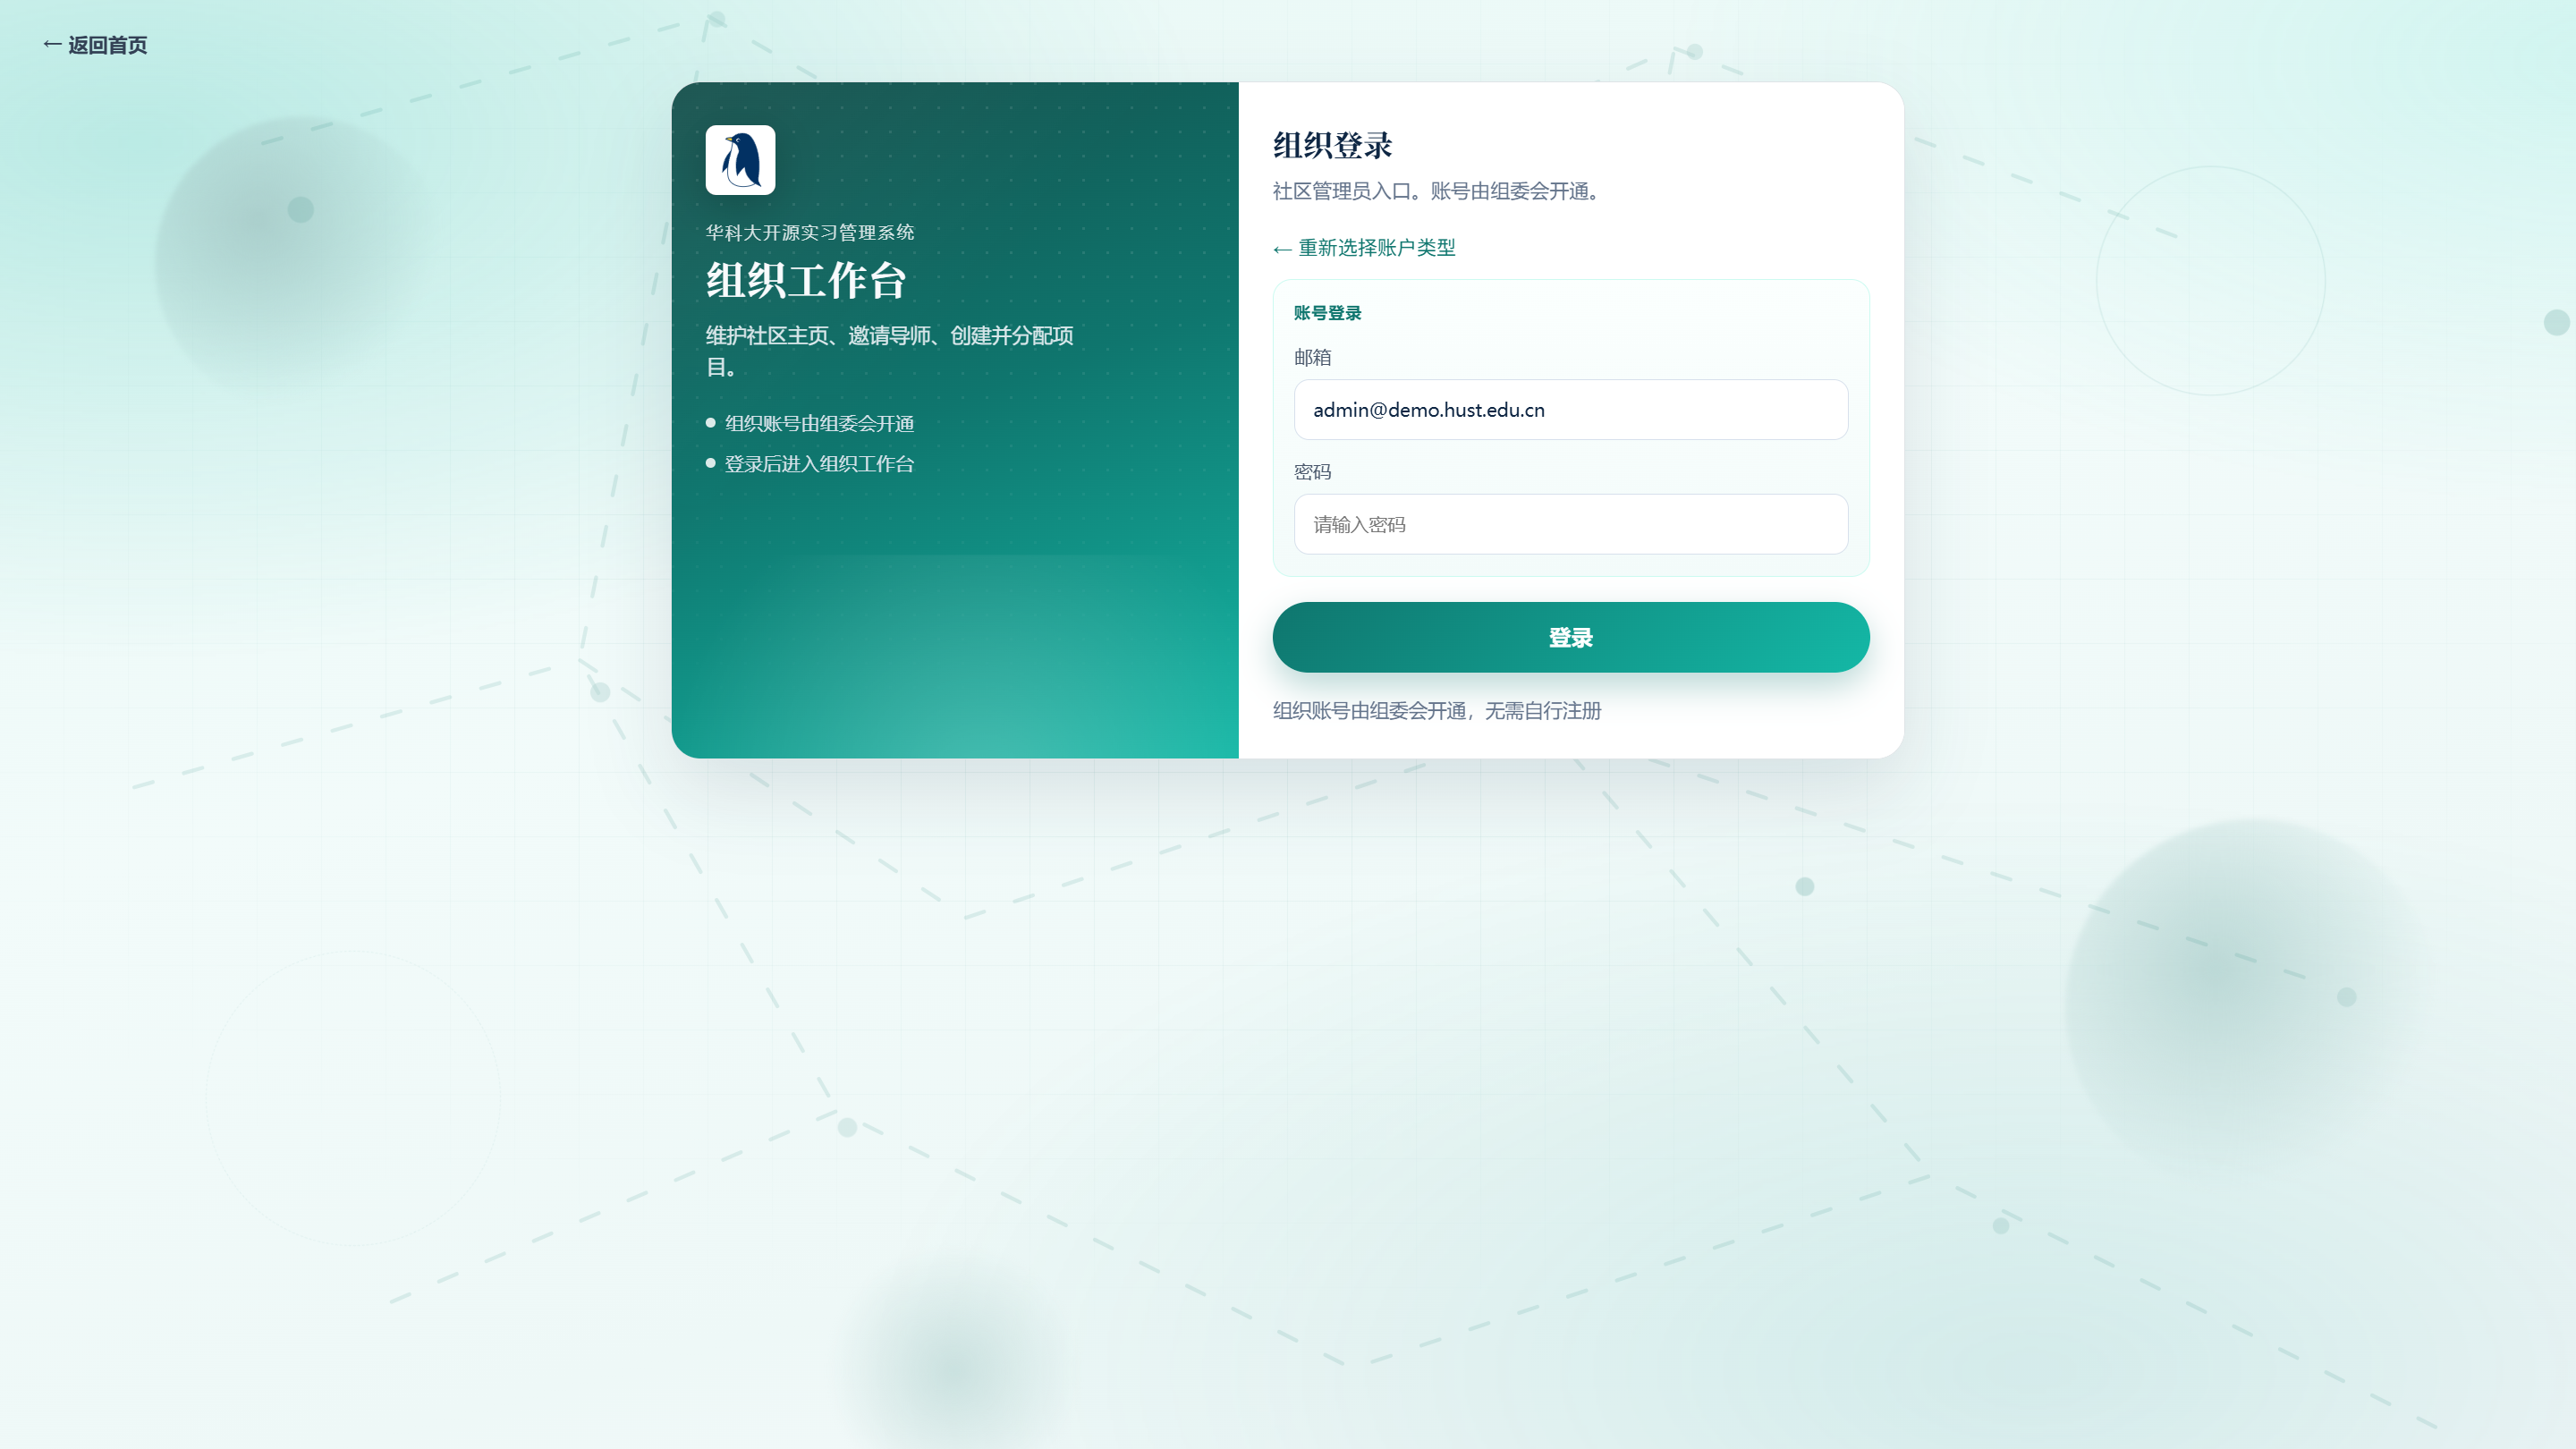 ← 返回首页
华科大开源实习管理系统
组织工作台
维护社区主页、邀请导师、创建并分配项
目。
组织账号由组委会开通
登录后进入组织工作台
组织登录
社区管理员入口。账号由组委会开通。
← 重新选择账户类型
账号登录
邮箱
admin@demo.hust.edu.cn
密码
请输入密码
登录
组织账号由组委会开通，无需自行注册